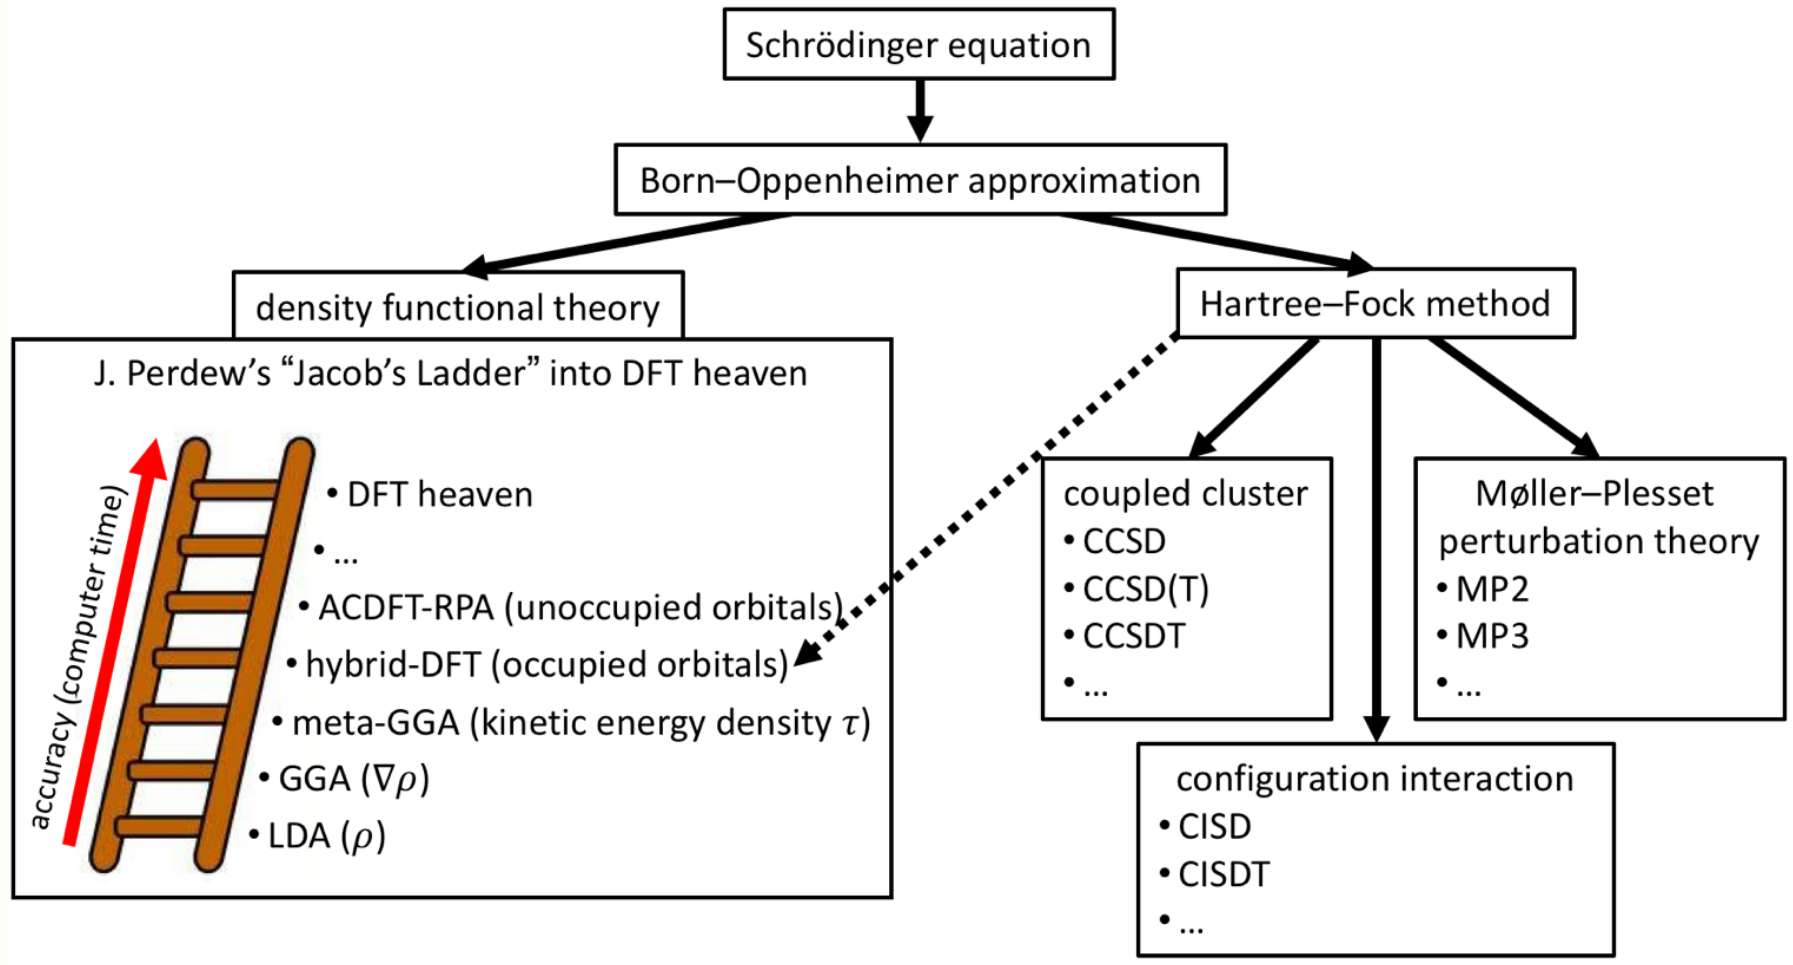 Schrödinger equation
Born–Oppenheimer approximation
density functional theory
J. Perdew’s “Jacob’s Ladder” into DFT heaven
accuracy (computer time)
• DFT heaven
• ...
• ACDFT-RPA (unoccupied orbitals)
• hybrid-DFT (occupied orbitals)
• meta-GGA (kinetic energy density τ)
• GGA (∇ρ)
• LDA (ρ)
Hartree–Fock method
coupled cluster
• CCSD
• CCSD(T)
• CCSDT
• ...
Møller–Plesset
perturbation theory
• MP2
• MP3
• ...
configuration interaction
• CISD
• CISDT
• ...